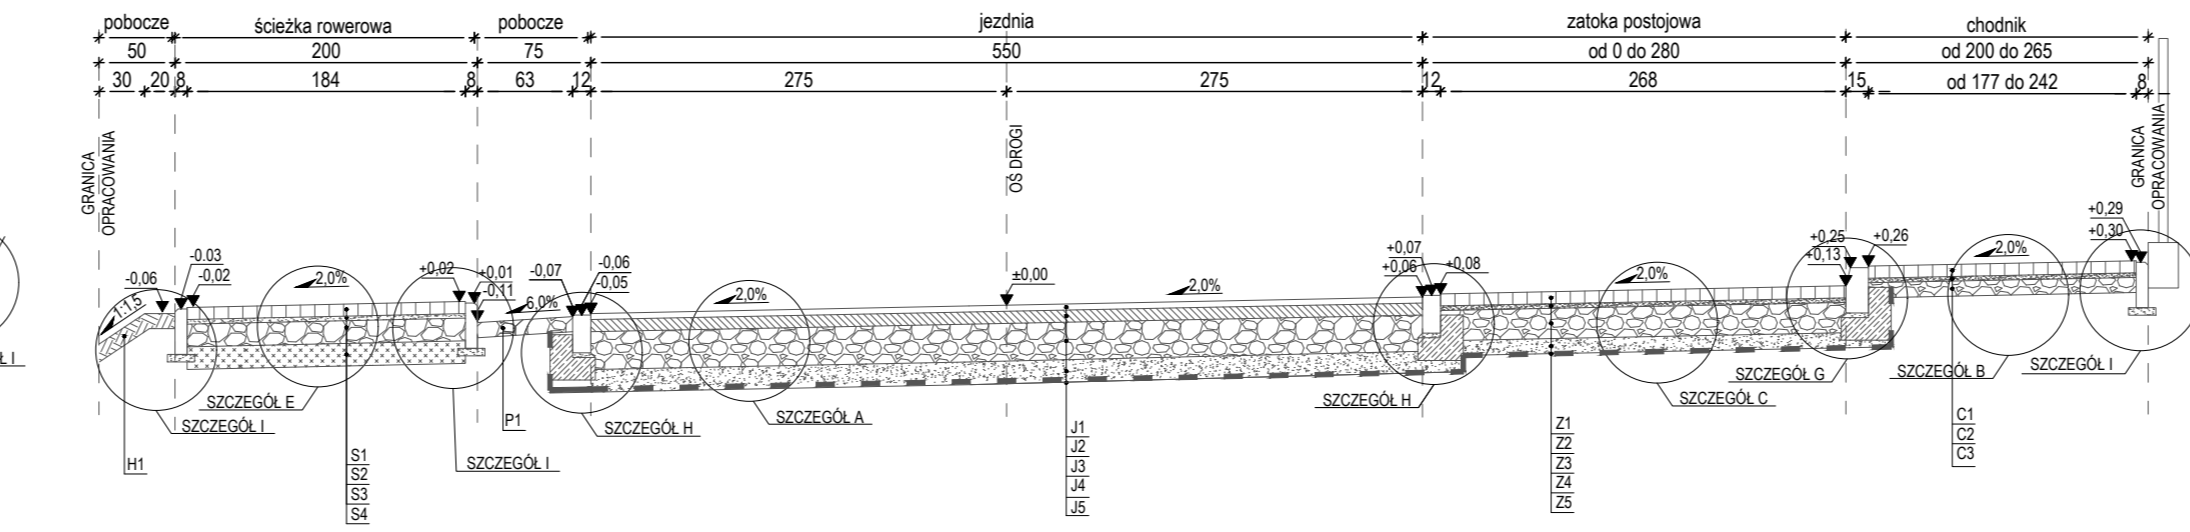 pobocze ścieżka rowerowa pobocze jezdnia zatoka postojowa chodnik
50 200 75 550 od 0 do 280 od 200 do 265
30 20 8 184 8 63 12 275 275 12 268 15 od 177 do 242 8
GRANICA
OPRACOWANIA
OŚ DROGI
GRANICA
OPRACOWANIA
-0,06
-0.03
-0,02
+0,02
+0,01
-0,11
-0,07
-0,06
-0,05
±0,00
+0,07
+0,06
+0,08
+0,25
+0,13
+0,26
+0,29
+0,30
1:1,5
2,0%
6,0%
2,0%
2,0%
2,0%
2,0%
SZCZEGÓŁ E
SZCZEGÓŁ I
SZCZEGÓŁ I
SZCZEGÓŁ H
SZCZEGÓŁ A
SZCZEGÓŁ H
SZCZEGÓŁ C
SZCZEGÓŁ G
SZCZEGÓŁ B
SZCZEGÓŁ I
Ł I
H1
S1
S2
S3
S4
P1
J1
J2
J3
J4
J5
Z1
Z2
Z3
Z4
Z5
C1
C2
C3